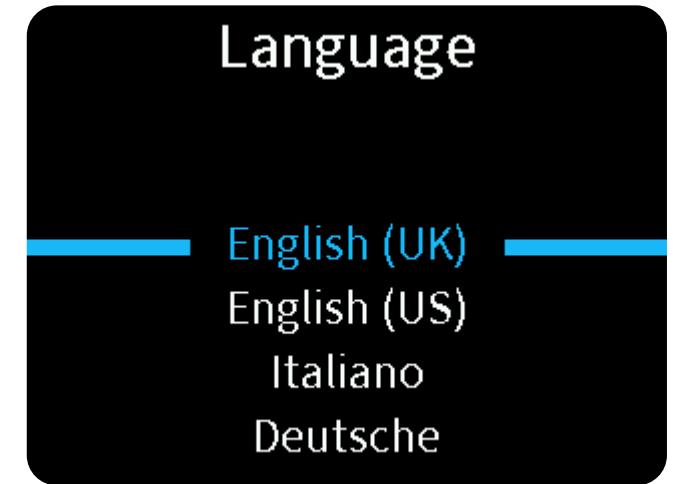 Language
English (UK)
English (US)
Italiano
Deutsche